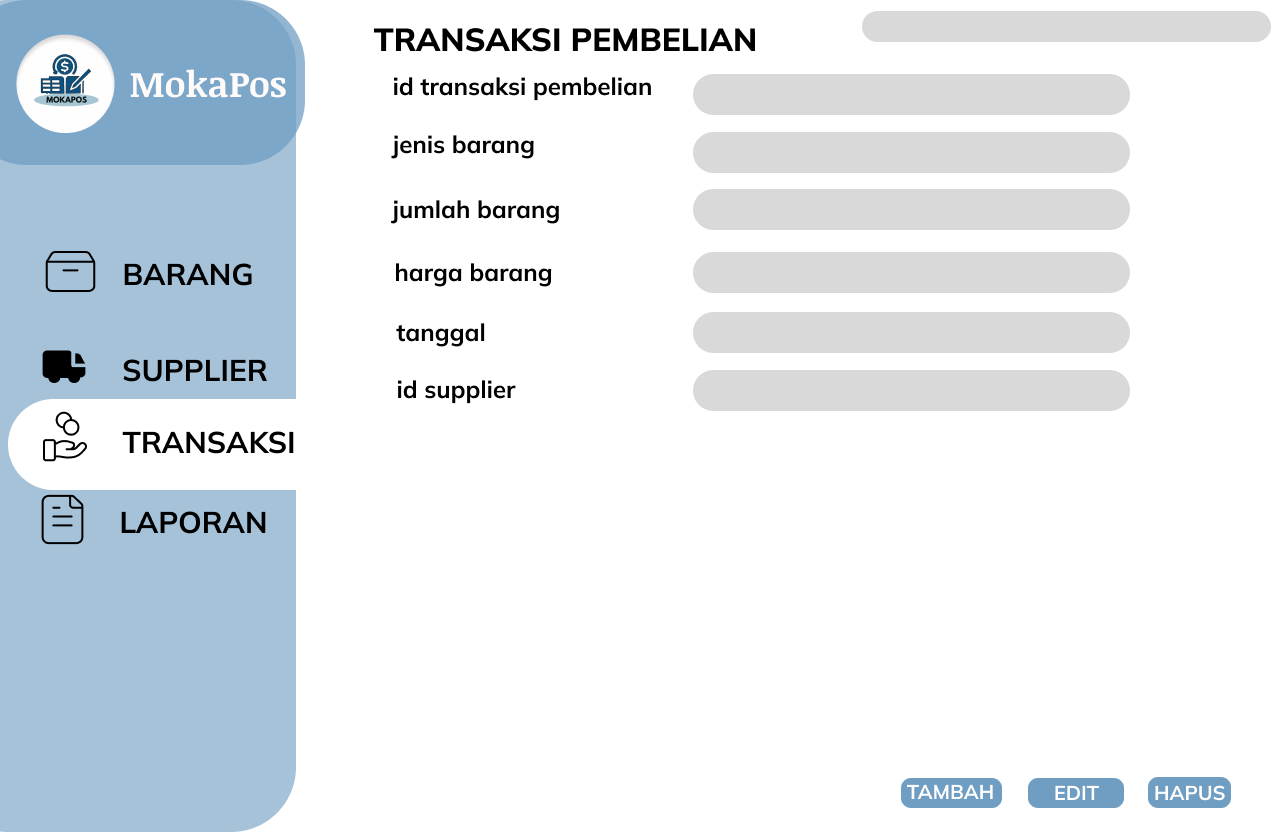 MOKAPOS
MokaPos
BARANG
SUPPLIER
TRANSAKSI
LAPORAN
TRANSAKSI PEMBELIAN
id transaksi pembelian
jenis barang
jumlah barang
harga barang
tanggal
id supplier
TAMBAH
EDIT
HAPUS